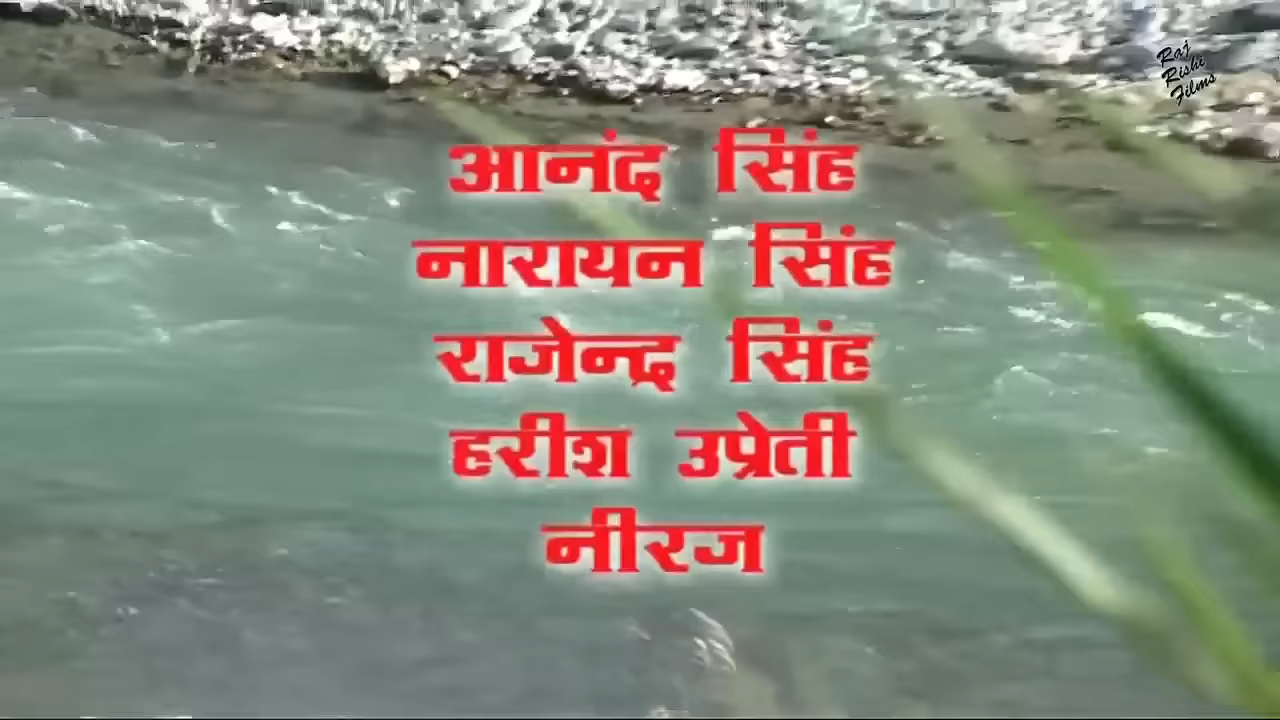 Raj
Rishi
Films
आनंद सिंह
नारायन सिंह
राजेन्द्र सिंह
हरीश उप्रेती
नीरज